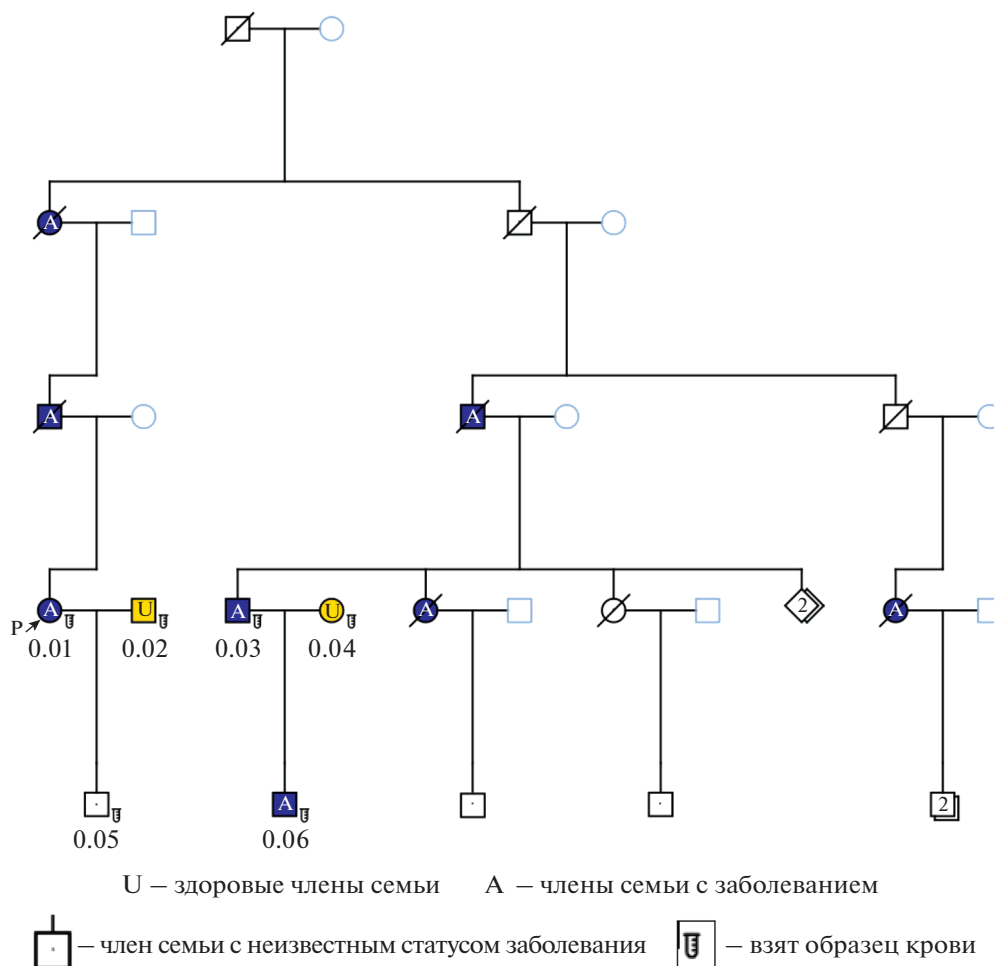 A
A
A
P A U A U A 2 A
0.01 0.02 0.03 0.04
A 2
0.05 0.06
U – здоровые члены семьи A – члены семьи с заболеванием
– член семьи с неизвестным статусом заболевания – взят образец крови